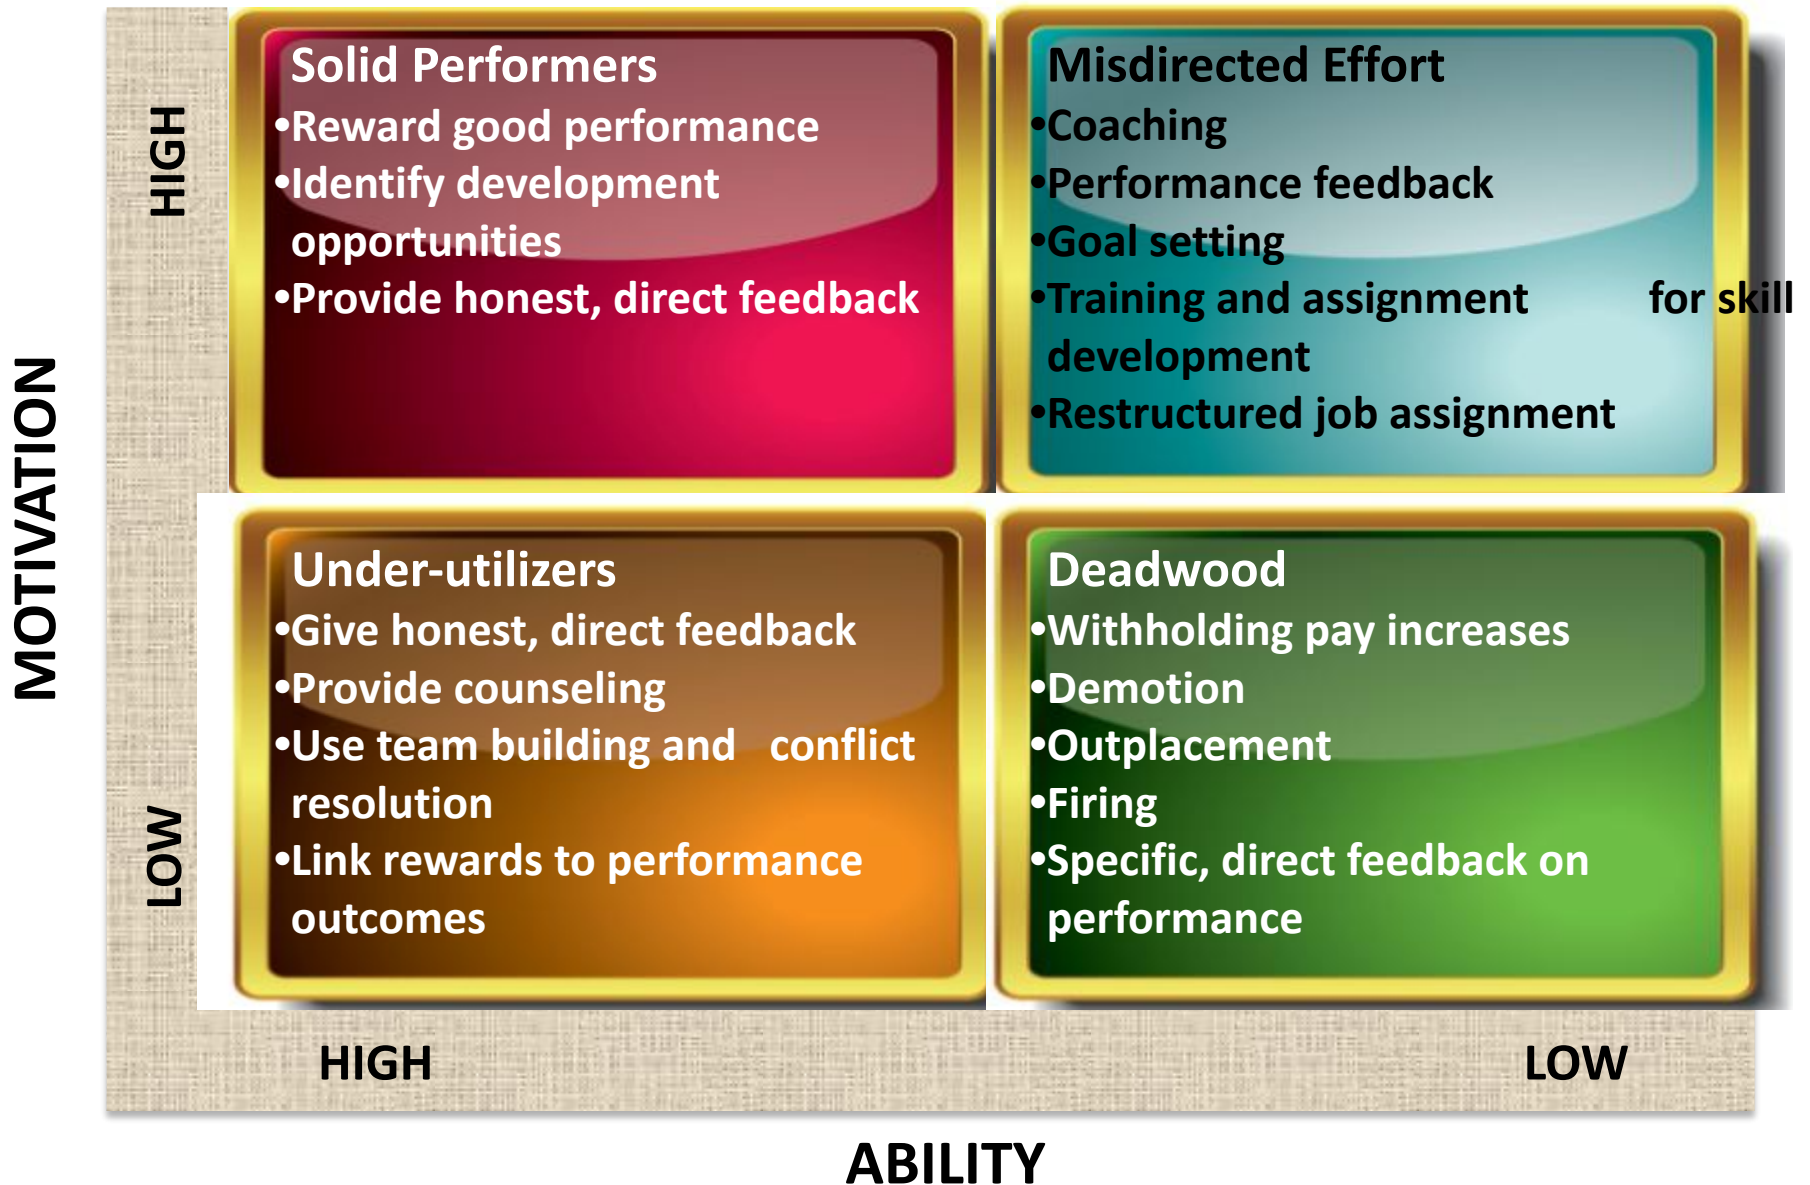 MOTIVATION
HIGH
LOW
Solid Performers
•Reward good performance
•Identify development
opportunities
•Provide honest, direct feedback
Misdirected Effort
•Coaching
•Performance feedback
•Goal setting
•Training and assignment for skill
development
•Restructured job assignment
Under-utilizers
•Give honest, direct feedback
•Provide counseling
•Use team building and conflict
resolution
•Link rewards to performance
outcomes
Deadwood
•Withholding pay increases
•Demotion
•Outplacement
•Firing
•Specific, direct feedback on
performance
HIGH
LOW
ABILITY